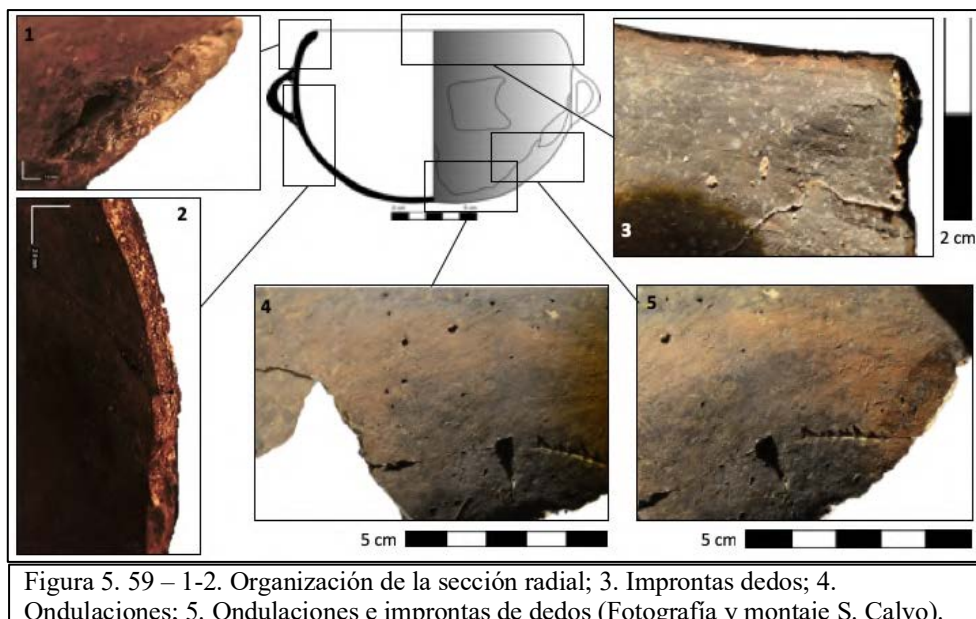 1
2
3
2 cm
4
5
5 cm
5 cm
Figura 5. 59 – 1-2. Organización de la sección radial; 3. Improntas dedos; 4.
Ondulaciones; 5. Ondulaciones e improntas de dedos (Fotografía y montaje S. Calvo).